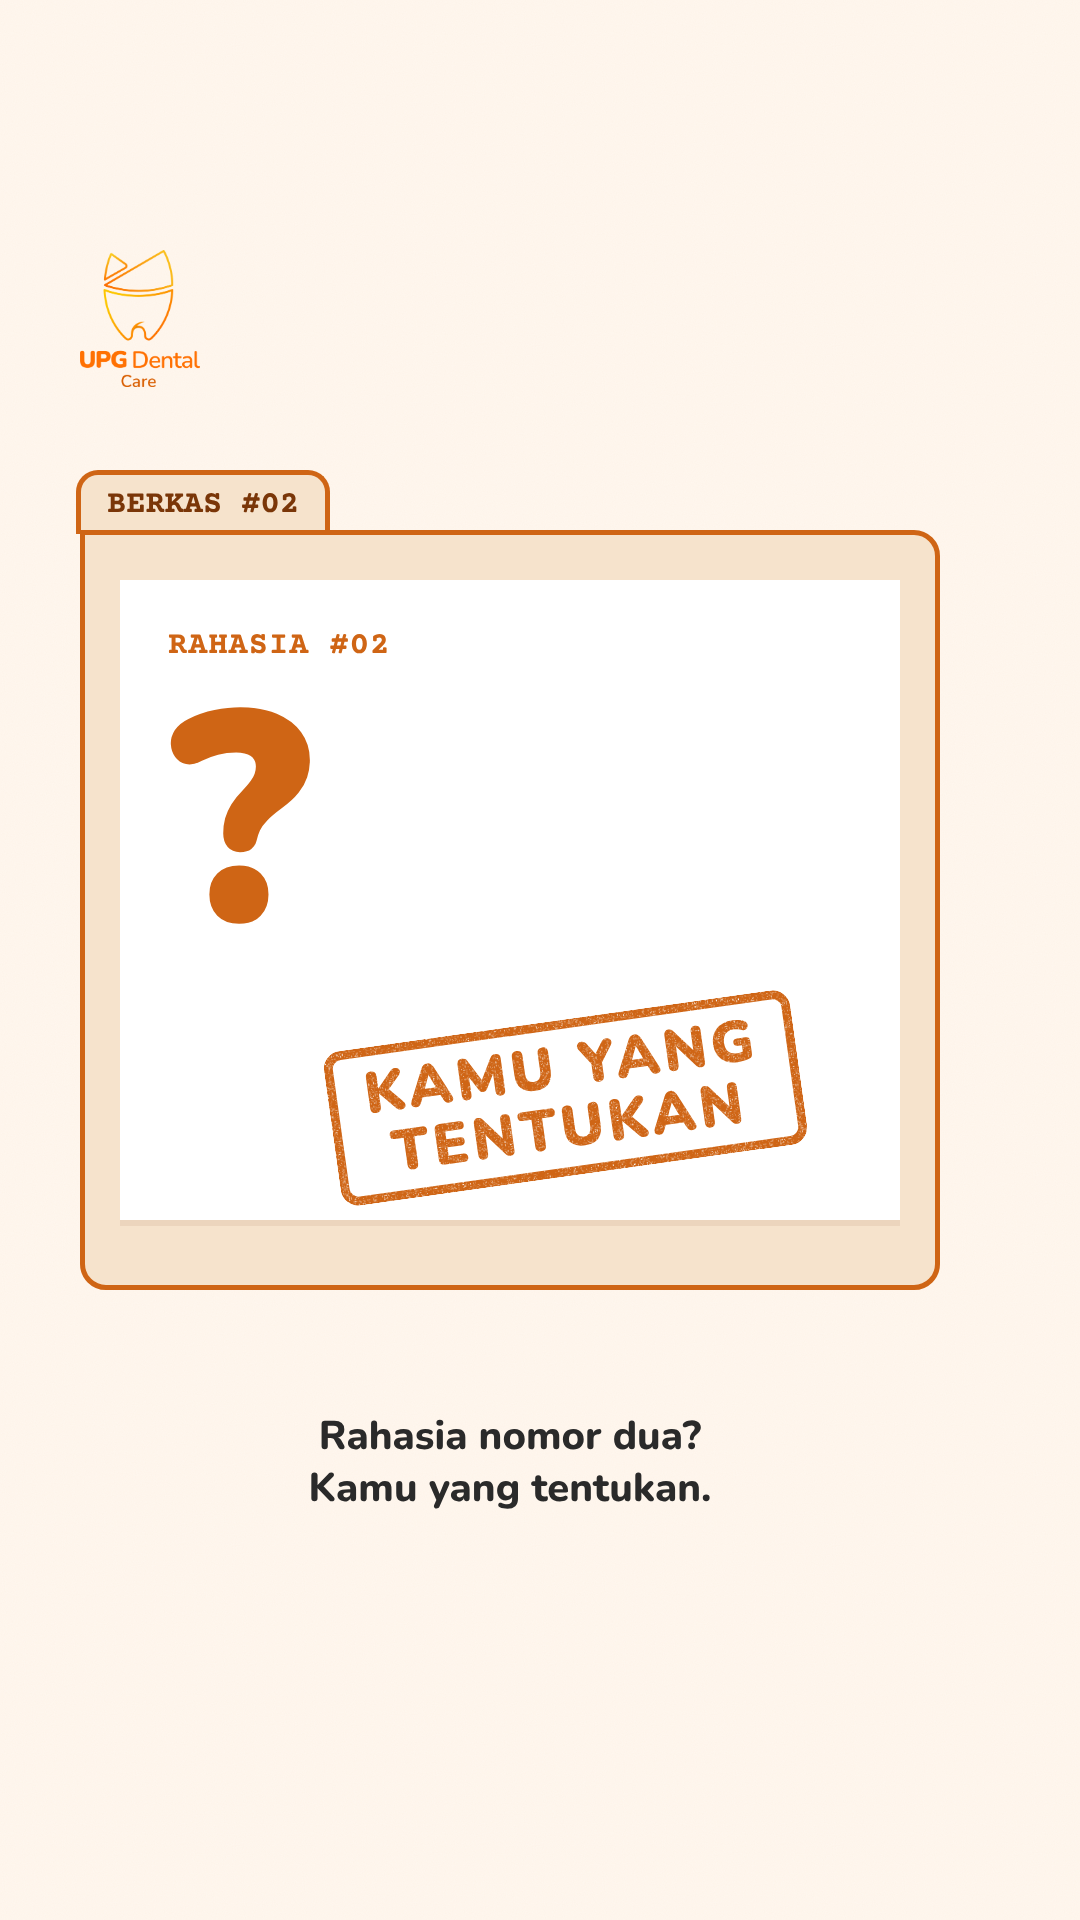 UPG Dental
Care
BERKAS #02
RAHASIA #02
?
KAMU YANG
TENTUKAN
Rahasia nomor dua?
Kamu yang tentukan.